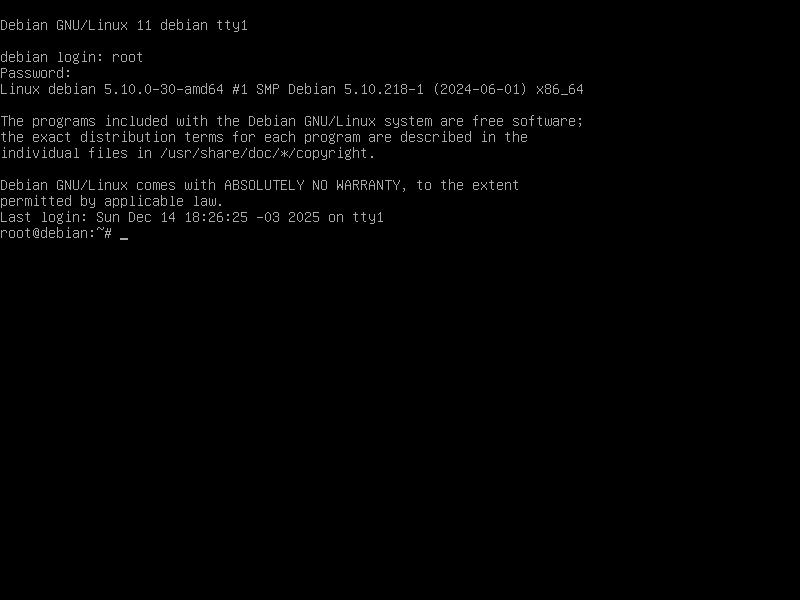 Debian GNU/Linux 11 debian tty1
debian login: root
Password:
Linux debian 5.10.0-30-amd64 #1 SMP Debian 5.10.218-1 (2024-06-01) x86_64
The programs included with the Debian GNU/Linux system are free software;
the exact distribution terms for each program are described in the
individual files in /usr/share/doc/*/copyright.
Debian GNU/Linux comes with ABSOLUTELY NO WARRANTY, to the extent
permitted by applicable law.
Last login: Sun Dec 14 18:26:25 -03 2025 on tty1
root@debian:~# _